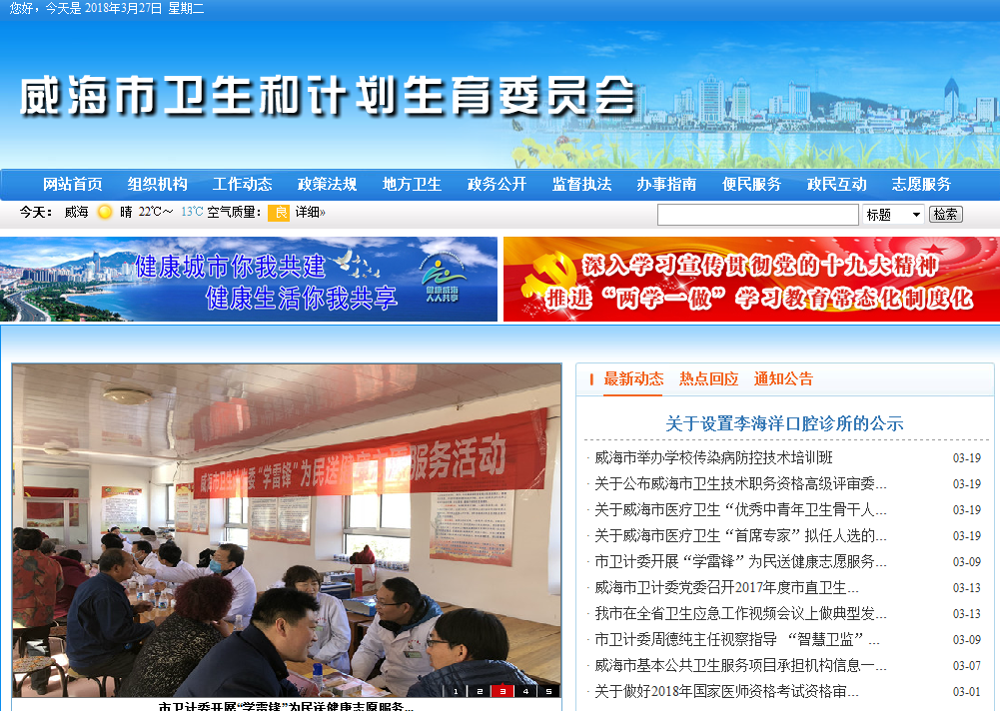 您好，今天是 2018年3月27日 星期二
威海市卫生和计划生育委员会
网站首页 组织机构 工作动态 政策法规 地方卫生 政务公开 监督执法 办事指南 便民服务 政民互动 志愿服务
今天： 威海 晴 22℃～ 13℃ 空气质量： 良 详细» 标题 检索
健康城市你我共建
健康生活你我共享
健康威海
人人共享
深入学习宣传贯彻党的十九大精神
推进“两学一做”学习教育常态化制度化
威海市卫生计生委“学雷锋”为民送健康志愿服务活动
1 2 3 4 5
市卫计委开展“学雷锋”为民送健康志愿服务...
最新动态 热点回应 通知公告
关于设置李海洋口腔诊所的公示
· 威海市举办学校传染病防控技术培训班 03-19
· 关于公布威海市卫生技术职务资格高级评审委... 03-19
· 关于威海市医疗卫生“优秀中青年卫生骨干人... 03-19
· 关于威海市医疗卫生“首席专家”拟任人选的... 03-19
· 市卫计委开展“学雷锋”为民送健康志愿服务... 03-09
· 威海市卫计委党委召开2017年度市直卫生... 03-13
· 我市在全省卫生应急工作视频会议上做典型发... 03-13
· 市卫计委周德纯主任视察指导 “智慧卫监”... 03-09
· 威海市基本公共卫生服务项目承担机构信息一... 03-07
· 关于做好2018年国家医师资格考试资格审... 03-01